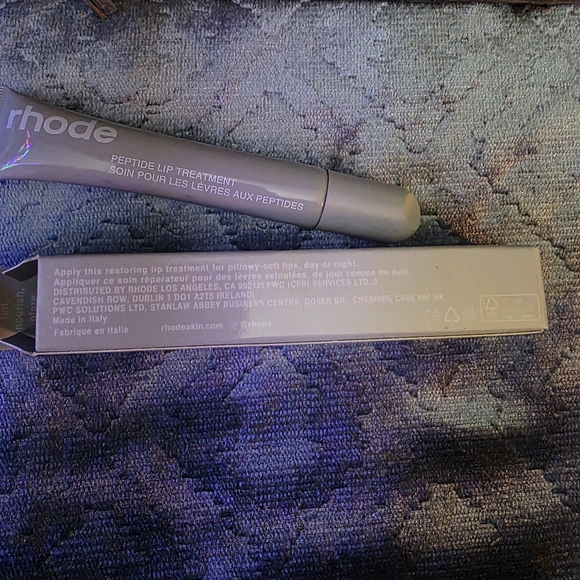 rhode
PEPTIDE LIP TREATMENT
SOIN POUR LES LÈVRES AUX PEPTIDES
Apply this restoring lip treatment for pillowy-soft lips, day or night.
Appliquer ce soin réparateur pour des lèvres veloutées, de jour comme de nuit.
DISTRIBUTED BY RHODE LOS ANGELES, CA 90212| PWC (CPR) SERVICES LTD.,3
CAVENDISH ROW, DUBLIN 1 D01 A2T5 IRELAND|
PWC SOLUTIONS LTD, STANLAW ABBEY BUSINESS CENTRE, DOVER DR., CHESHIRE UK
Made in Italy
Fabriqué en Italie
rhodeskin.com @rhode
nourish.